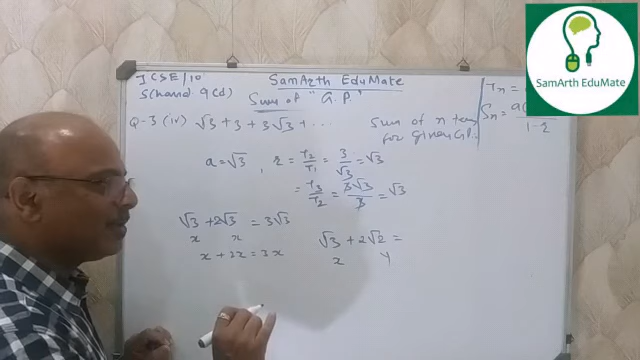 ICSE/10
SamArth EduMate
S Chand 9(d)
Sum of "G.P."
Q-3 (iv) √3 + 3 + 3√3 + ...
Sum of n
for given G.P.
a = √3 , r = T₂/T₁ = 3/√3 = √3
= T₃/T₂ = 3√3/3 = √3
√3 + 2√3 = 3√3
x x
x + 2x = 3x
√3 + 2√2 =
x y
Tn =
Sn = a(
1-r
SamArth EduMate